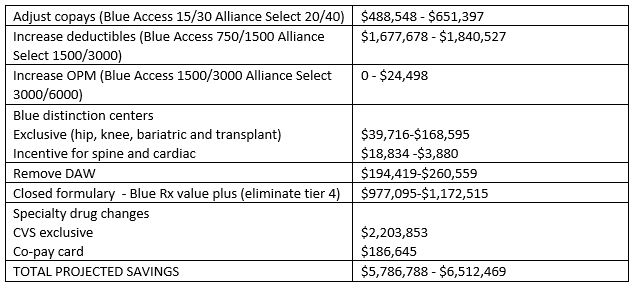 Adjust copays (Blue Access 15/30 Alliance Select 20/40) $488,548 - $651,397
Increase deductibles (Blue Access 750/1500 Alliance $1,677,678 - $1,840,527
Select 1500/3000)
Increase OPM (Blue Access 1500/3000 Alliance Select 0 - $24,498
3000/6000)
Blue distinction centers
Exclusive (hip, knee, bariatric and transplant) $39,716-$168,595
Incentive for spine and cardiac $18,834 -$3,880
Remove DAW $194,419-$260,559
Closed formulary - Blue Rx value plus (eliminate tier 4) $977,095-$1,172,515
Specialty drug changes
CVS exclusive $2,203,853
Co-pay card $186,645
TOTAL PROJECTED SAVINGS $5,786,788 - $6,512,469